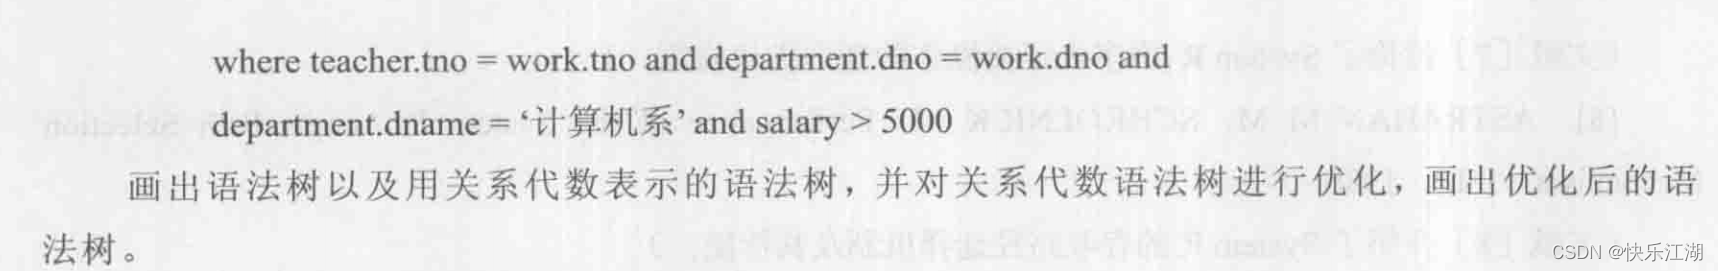 where teacher.tno = work.tno and department.dno = work.dno and
department.dname = ‘计算机系’ and salary > 5000
画出语法树以及用关系代数表示的语法树，并对关系代数语法树进行优化，画出优化后的语
法树。
CSDN @快乐江湖